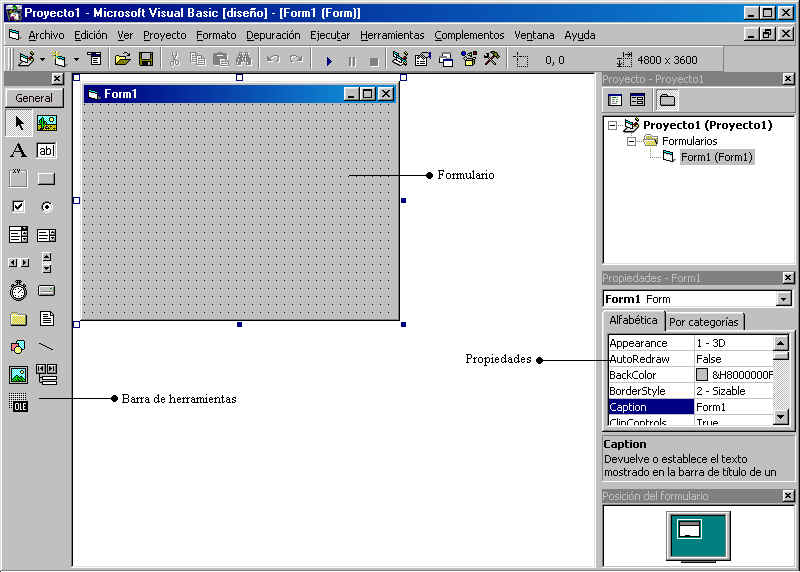 Proyecto1 - Microsoft Visual Basic [diseño] - [Form1 (Form)]
Archivo Edición Ver Proyecto Formato Depuración Ejecutar Herramientas Complementos Ventana Ayuda
0, 0 4800 x 3600
General
A ab|
XY
OLE
Form1
Formulario
Propiedades
Barra de herramientas
Proyecto - Proyecto1
Proyecto1 (Proyecto1)
Formularios
Form1 (Form1)
Propiedades - Form1
Form1 Form
Alfabética Por categorías
Appearance 1 - 3D
AutoRedraw False
BackColor &H8000000F
BorderStyle 2 - Sizable
Caption Form1
ClipControls True
Caption
Devuelve o establece el texto
mostrado en la barra de título de un
Posición del formulario